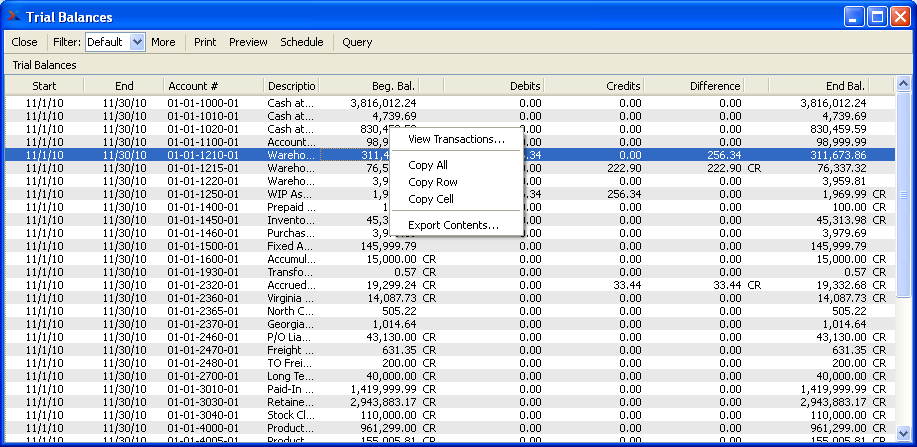 Trial Balances
Close Filter: Default More Print Preview Schedule Query
Trial Balances
Start End Account # Descriptio Beg. Bal. Debits Credits Difference End Bal.
11/1/10 11/30/10 01-01-1000-01 Cash at... 3,816,012.24 0.00 0.00 0.00 3,816,012.24
11/1/10 11/30/10 01-01-1010-01 Cash at... 4,739.69 0.00 0.00 0.00 4,739.69
11/1/10 11/30/10 01-01-1020-01 Cash at... 830,459.59 0.00 0.00 0.00 830,459.59
11/1/10 11/30/10 01-01-1100-01 Account... 98,9 View Transactions... 0.00 0.00 0.00 98,999.99
11/1/10 11/30/10 01-01-1210-01 Wareho... 311,4 .34 0.00 256.34 311,673.86
11/1/10 11/30/10 01-01-1215-01 Wareho... 76,5 Copy All 0.00 222.90 222.90 CR 76,337.32
11/1/10 11/30/10 01-01-1220-01 Wareho... 3,9 Copy Row 0.00 0.00 0.00 3,959.81
11/1/10 11/30/10 01-01-1250-01 WIP As... 1,9 Copy Cell .34 256.34 0.00 1,969.99 CR
11/1/10 11/30/10 01-01-1400-01 Prepaid ... 1 0.00 0.00 0.00 100.00 CR
11/1/10 11/30/10 01-01-1450-01 Invento... 45,3 Export Contents... 0.00 0.00 0.00 45,313.98 CR
11/1/10 11/30/10 01-01-1460-01 Purchas... 3,9 0.00 0.00 0.00 3,979.69
11/1/10 11/30/10 01-01-1500-01 Fixed A... 145,999.79 0.00 0.00 0.00 145,999.79
11/1/10 11/30/10 01-01-1600-01 Accumul... 15,000.00 CR 0.00 0.00 0.00 15,000.00 CR
11/1/10 11/30/10 01-01-1930-01 Transfo... 0.57 CR 0.00 0.00 0.00 0.57 CR
11/1/10 11/30/10 01-01-2320-01 Accrued... 19,299.24 CR 0.00 33.44 33.44 CR 19,332.68 CR
11/1/10 11/30/10 01-01-2360-01 Virginia ... 14,087.73 CR 0.00 0.00 0.00 14,087.73 CR
11/1/10 11/30/10 01-01-2365-01 North C... 505.22 0.00 0.00 0.00 505.22
11/1/10 11/30/10 01-01-2370-01 Georgia... 1,014.64 0.00 0.00 0.00 1,014.64
11/1/10 11/30/10 01-01-2460-01 P/O Lia... 43,130.00 CR 0.00 0.00 0.00 43,130.00 CR
11/1/10 11/30/10 01-01-2470-01 Freight ... 631.35 CR 0.00 0.00 0.00 631.35 CR
11/1/10 11/30/10 01-01-2480-01 TO Frei... 200.00 CR 0.00 0.00 0.00 200.00 CR
11/1/10 11/30/10 01-01-2700-01 Long Te... 40,000.00 CR 0.00 0.00 0.00 40,000.00 CR
11/1/10 11/30/10 01-01-3010-01 Paid-In ... 1,419,999.99 CR 0.00 0.00 0.00 1,419,999.99 CR
11/1/10 11/30/10 01-01-3030-01 Retaine... 2,943,883.17 CR 0.00 0.00 0.00 2,943,883.17 CR
11/1/10 11/30/10 01-01-3040-01 Stock Cl... 110,000.00 CR 0.00 0.00 0.00 110,000.00 CR
11/1/10 11/30/10 01-01-4000-01 Product... 961,299.00 CR 0.00 0.00 0.00 961,299.00 CR
11/1/10 11/30/10 01-01-4005-01 Product... 155,005.81 CR 0.00 0.00 0.00 155,005.81 CR